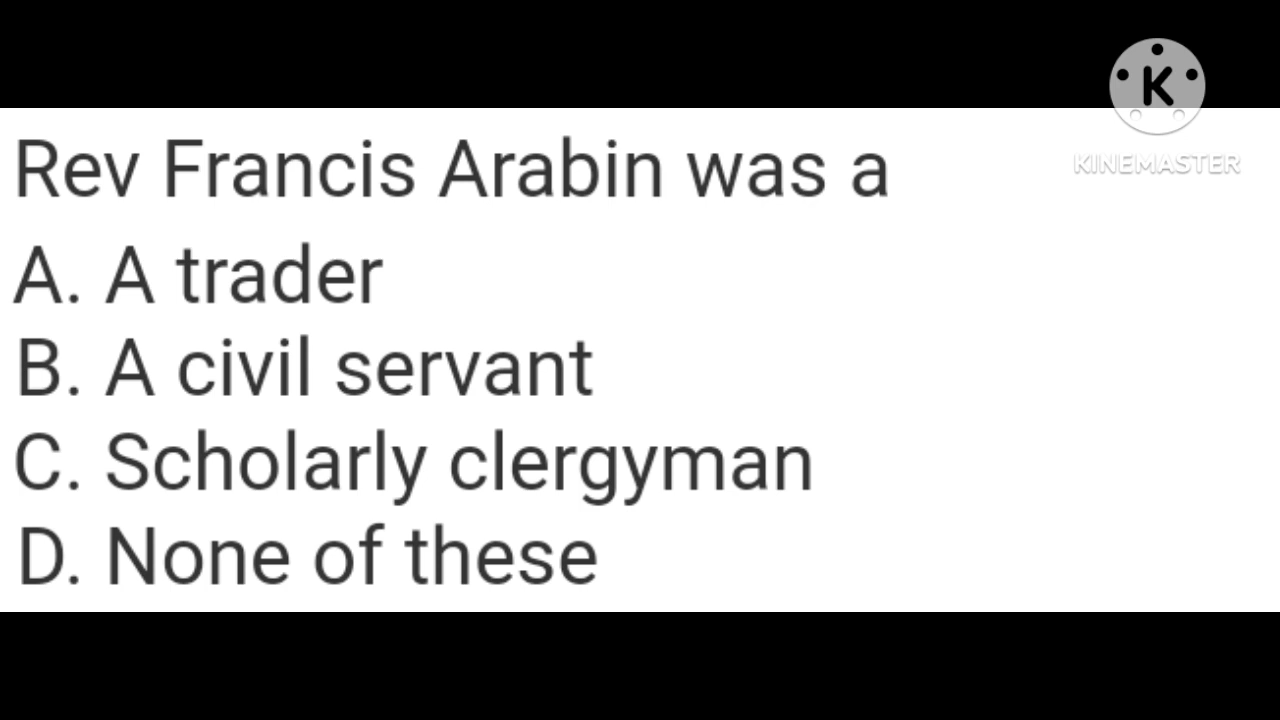 K
KINEMASTER
Rev Francis Arabin was a
A. A trader
B. A civil servant
C. Scholarly clergyman
D. None of these